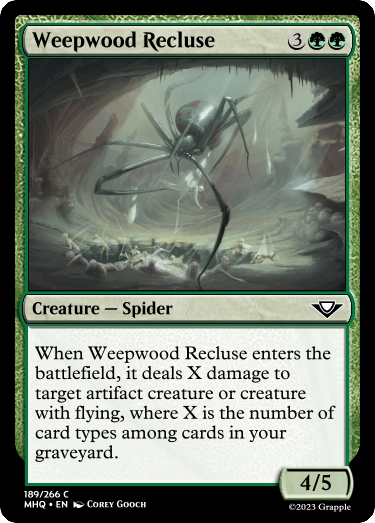 Weepwood Recluse 3
Creature — Spider
When Weepwood Recluse enters the
battlefield, it deals X damage to
target artifact creature or creature
with flying, where X is the number of
card types among cards in your
graveyard.
4/5
189/266 C
MHQ • EN Corey Gooch
©2023 Grapple